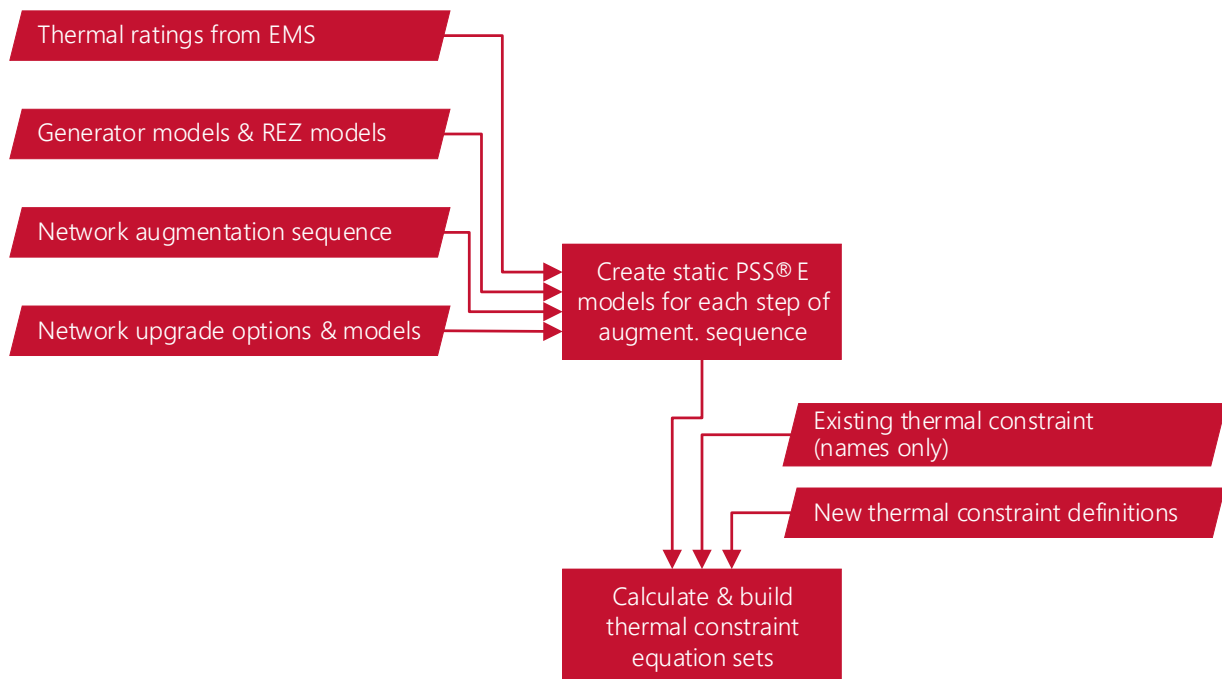 Thermal ratings from EMS
Generator models & REZ models
Network augmentation sequence
Network upgrade options & models
Create static PSS® E
models for each step of
augment. sequence
Existing thermal constraint
(names only)
New thermal constraint definitions
Calculate & build
thermal constraint
equation sets